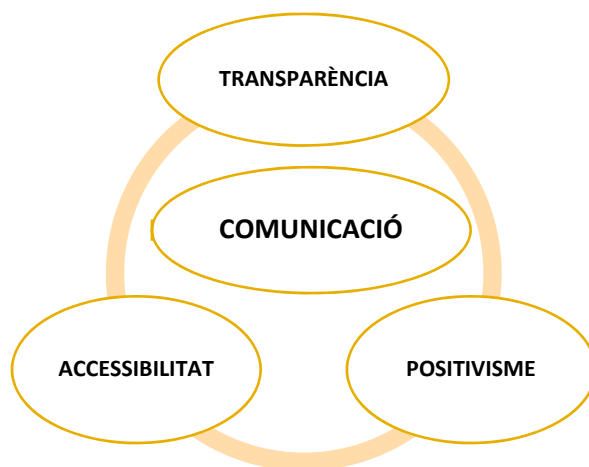 TRANSPARÈNCIA
COMUNICACIÓ
ACCESSIBILITAT
POSITIVISME